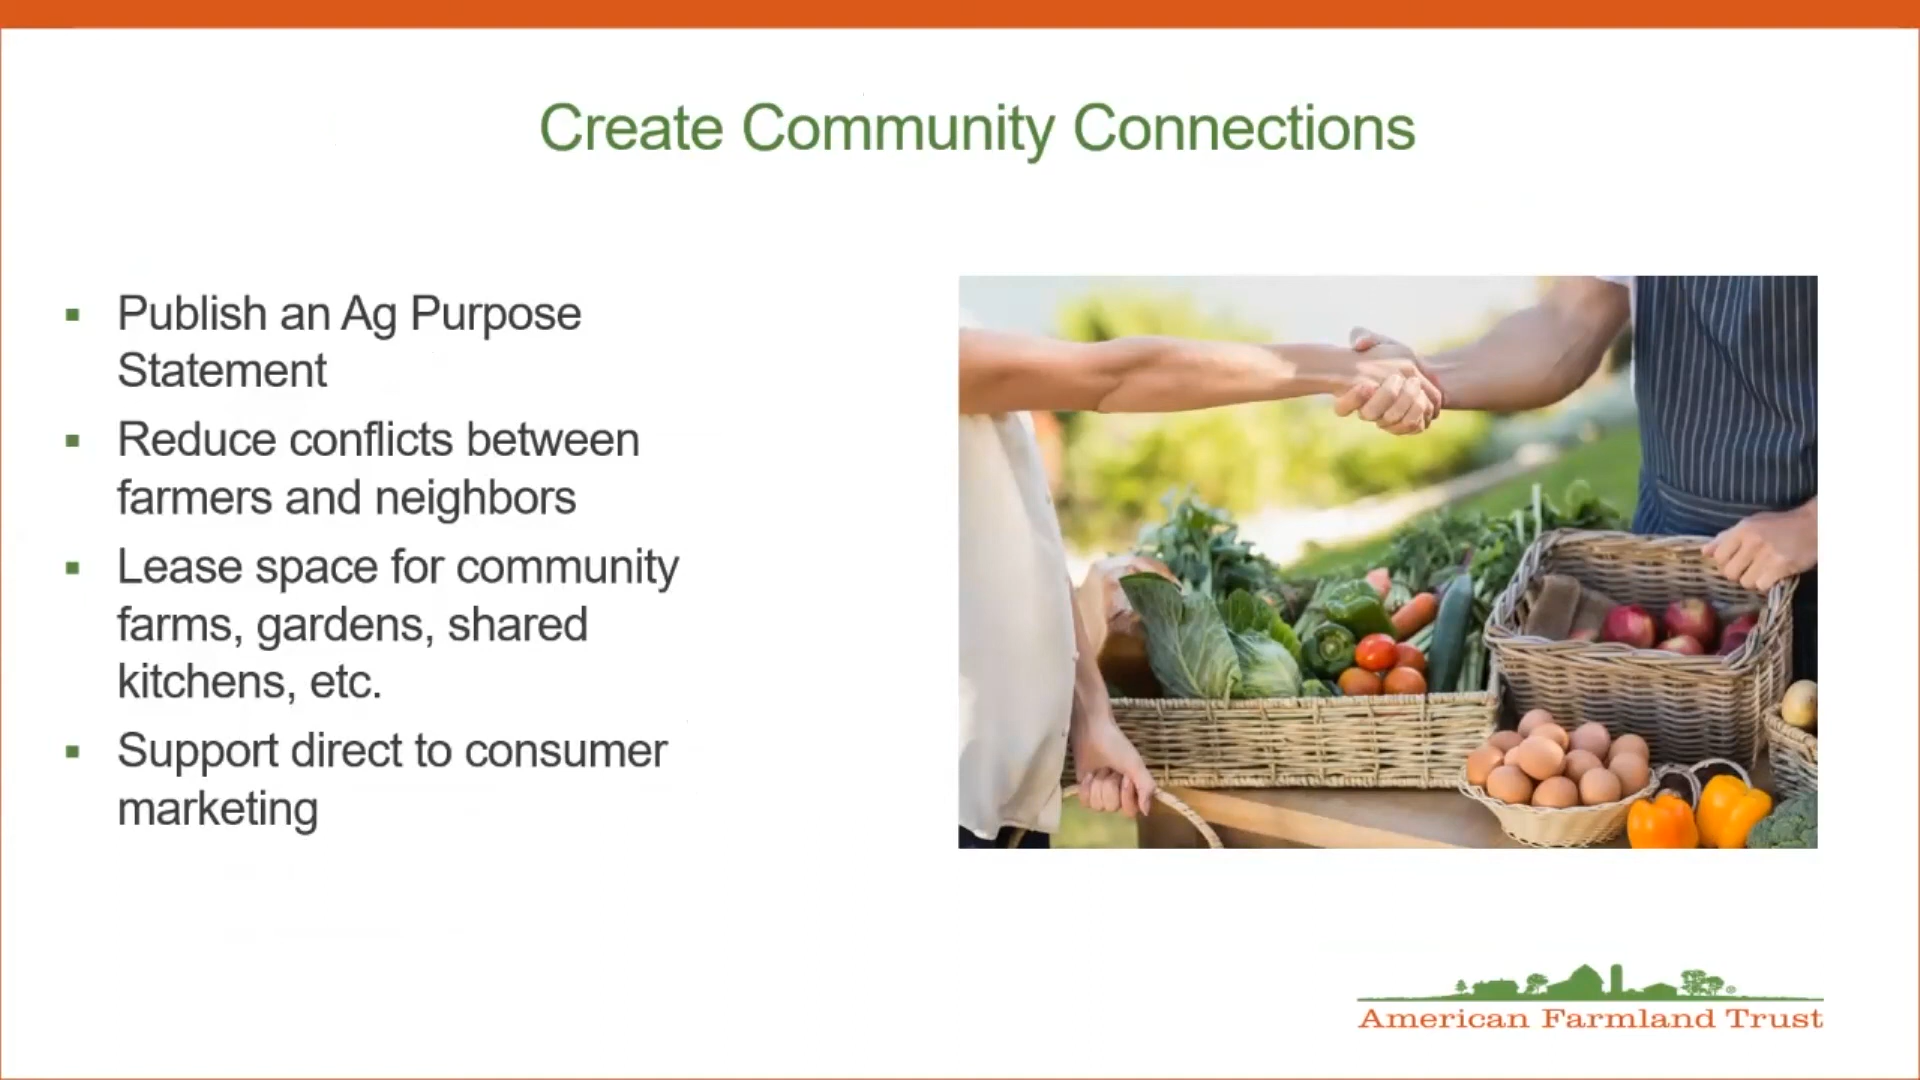 Create Community Connections
Publish an Ag Purpose
Statement
Reduce conflicts between
farmers and neighbors
Lease space for community
farms, gardens, shared
kitchens, etc.
Support direct to consumer
marketing
American Farmland Trust